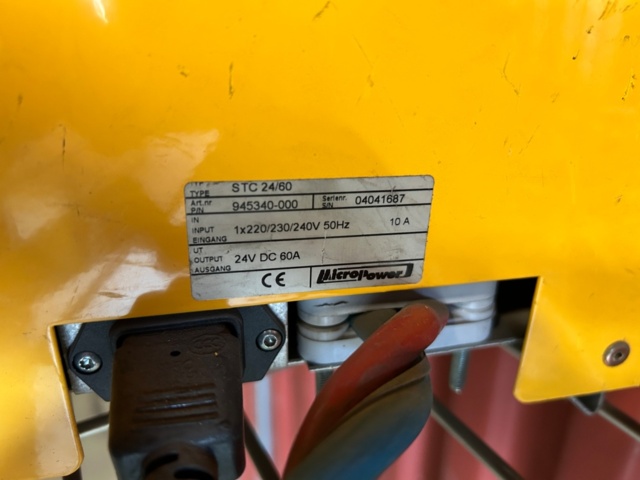 TYPE STC 24/60
Art.nr Serienr.
P/N 945340-000 S/N 04041687
IN
INPUT 1x220/230/240V 50Hz 10 A
EINGANG
UT
OUTPUT 24V DC 60A
AUSGANG
CE MicroPower